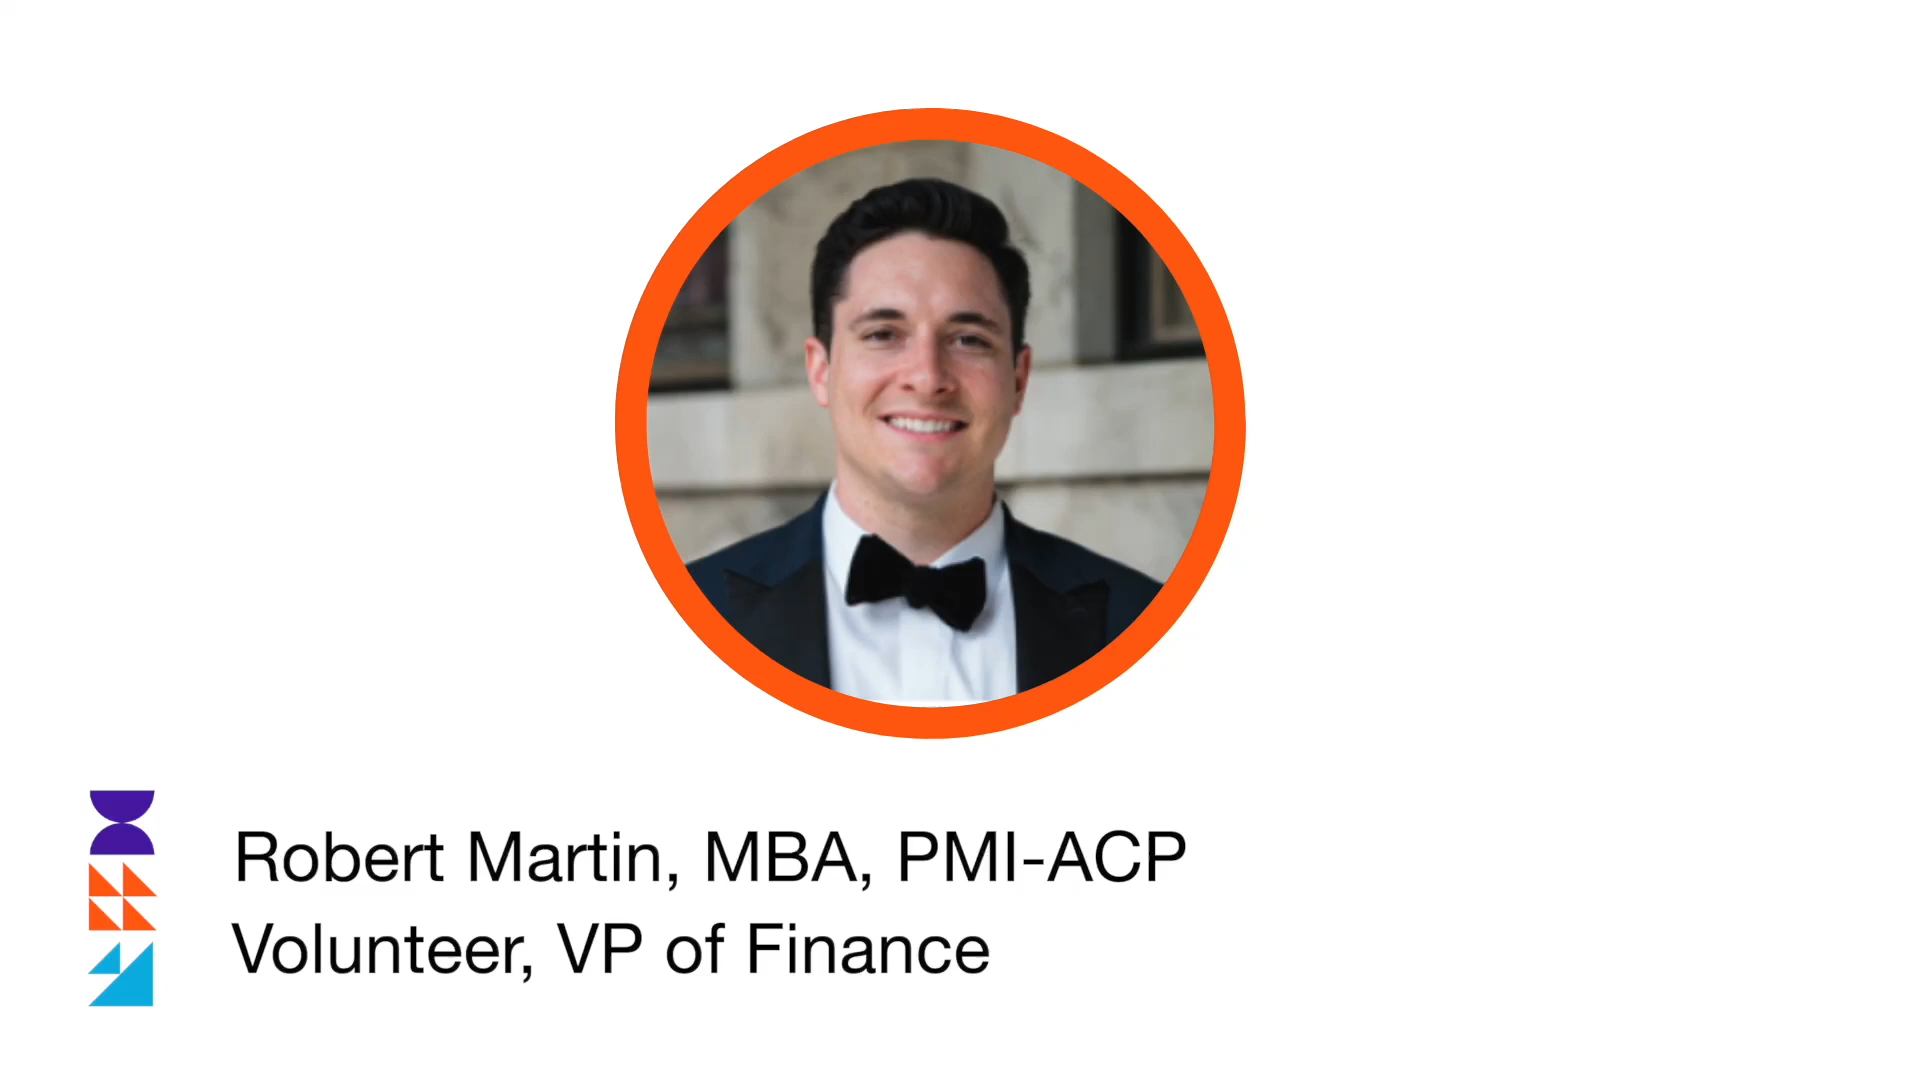 Robert Martin, MBA, PMI-ACP
Volunteer, VP of Finance